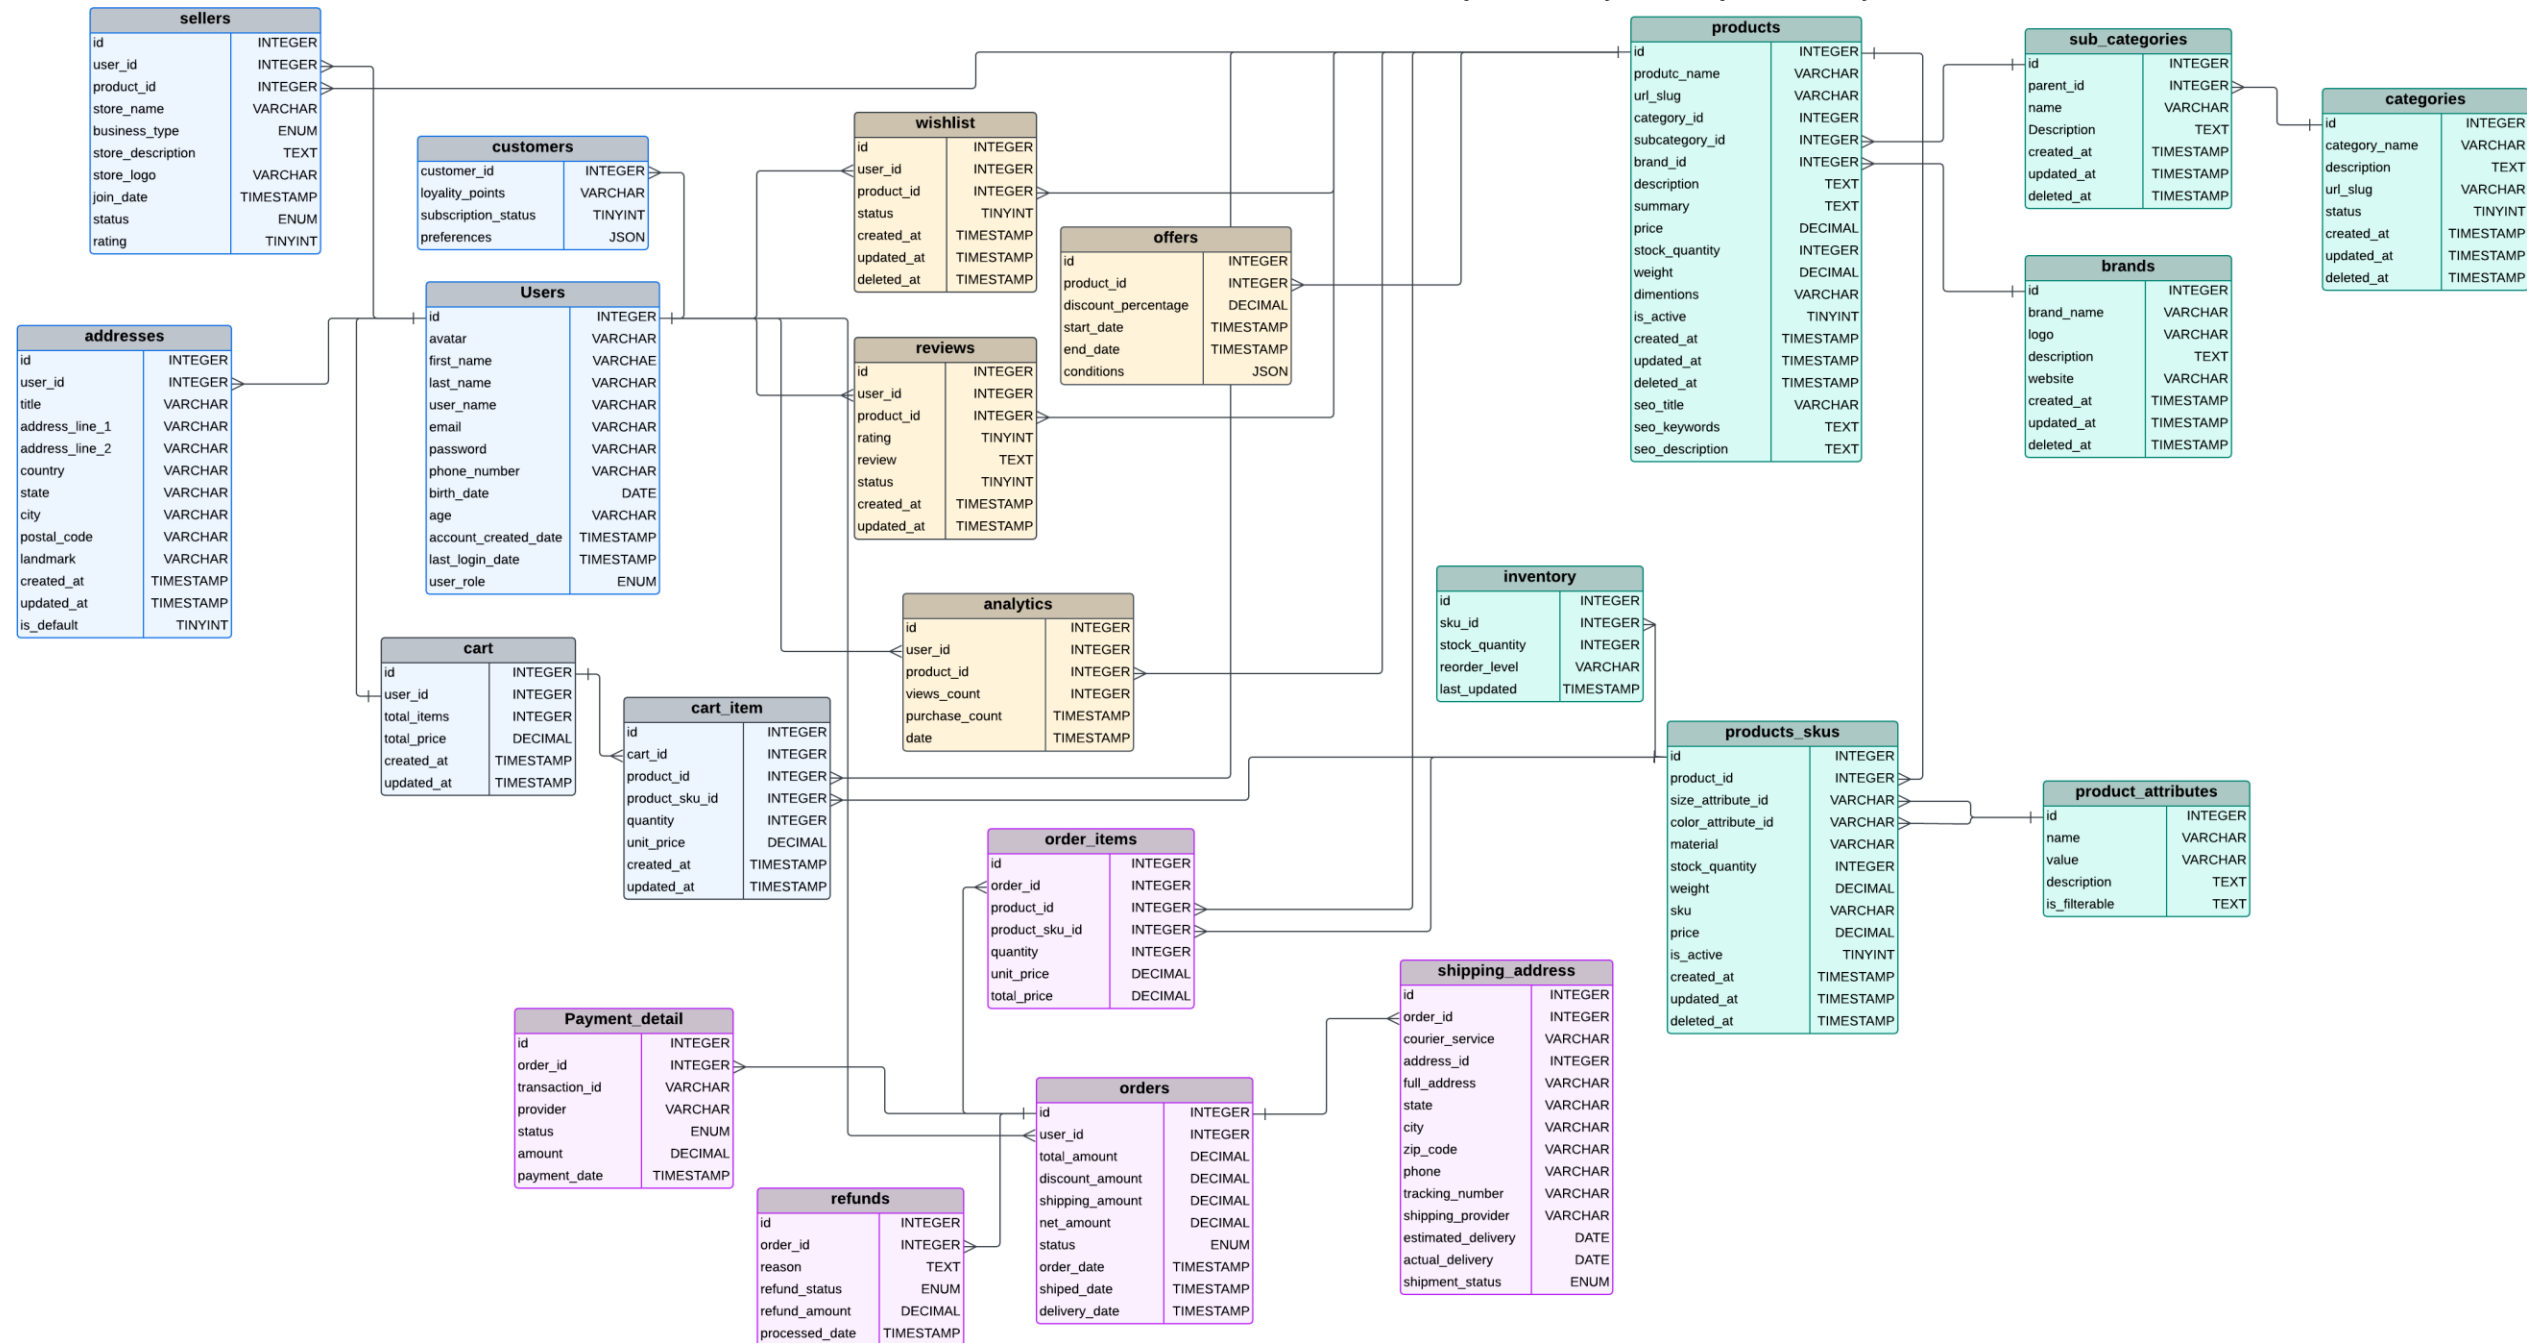 sellers
id INTEGER
user_id INTEGER
product_id INTEGER
store_name VARCHAR
business_type ENUM
store_description TEXT
store_logo VARCHAR
join_date TIMESTAMP
status ENUM
rating TINYINT
customers
customer_id INTEGER
loyality_points VARCHAR
subscription_status TINYINT
preferences JSON
Users
id INTEGER
avatar VARCHAR
first_name VARCHAE
last_name VARCHAR
user_name VARCHAR
email VARCHAR
password VARCHAR
phone_number VARCHAR
birth_date DATE
age VARCHAR
account_created_date TIMESTAMP
last_login_date TIMESTAMP
user_role ENUM
addresses
id INTEGER
user_id INTEGER
title VARCHAR
address_line_1 VARCHAR
address_line_2 VARCHAR
country VARCHAR
state VARCHAR
city VARCHAR
postal_code VARCHAR
landmark VARCHAR
created_at TIMESTAMP
updated_at TIMESTAMP
is_default TINYINT
wishlist
id INTEGER
user_id INTEGER
product_id INTEGER
status TINYINT
created_at TIMESTAMP
updated_at TIMESTAMP
deleted_at TIMESTAMP
offers
id INTEGER
product_id INTEGER
discount_percentage DECIMAL
start_date TIMESTAMP
end_date TIMESTAMP
conditions JSON
reviews
id INTEGER
user_id INTEGER
product_id INTEGER
rating TINYINT
review TEXT
status TINYINT
created_at TIMESTAMP
updated_at TIMESTAMP
analytics
id INTEGER
user_id INTEGER
product_id INTEGER
views_count INTEGER
purchase_count TIMESTAMP
date TIMESTAMP
products
id INTEGER
produtc_name VARCHAR
url_slug VARCHAR
category_id INTEGER
subcategory_id INTEGER
brand_id INTEGER
description TEXT
summary TEXT
price DECIMAL
stock_quantity INTEGER
weight DECIMAL
dimentions VARCHAR
is_active TINYINT
created_at TIMESTAMP
updated_at TIMESTAMP
deleted_at TIMESTAMP
seo_title VARCHAR
seo_keywords TEXT
seo_description TEXT
sub_categories
id INTEGER
parent_id INTEGER
name VARCHAR
Description TEXT
created_at TIMESTAMP
updated_at TIMESTAMP
deleted_at TIMESTAMP
categories
id INTEGER
category_name VARCHAR
description TEXT
url_slug VARCHAR
status TINYINT
created_at TIMESTAMP
updated_at TIMESTAMP
deleted_at TIMESTAMP
brands
id INTEGER
brand_name VARCHAR
logo VARCHAR
description TEXT
website VARCHAR
created_at TIMESTAMP
updated_at TIMESTAMP
deleted_at TIMESTAMP
inventory
id INTEGER
sku_id INTEGER
stock_quantity INTEGER
reorder_level VARCHAR
last_updated TIMESTAMP
products_skus
id INTEGER
product_id INTEGER
size_attribute_id VARCHAR
color_attribute_id VARCHAR
material VARCHAR
stock_quantity INTEGER
weight DECIMAL
sku VARCHAR
price DECIMAL
is_active TINYINT
created_at TIMESTAMP
updated_at TIMESTAMP
deleted_at TIMESTAMP
product_attributes
id INTEGER
name VARCHAR
value VARCHAR
description TEXT
is_filterable TEXT
cart
id INTEGER
user_id INTEGER
total_items INTEGER
total_price DECIMAL
created_at TIMESTAMP
updated_at TIMESTAMP
cart_item
id INTEGER
cart_id INTEGER
product_id INTEGER
product_sku_id INTEGER
quantity INTEGER
unit_price DECIMAL
created_at TIMESTAMP
updated_at TIMESTAMP
order_items
id INTEGER
order_id INTEGER
product_id INTEGER
product_sku_id INTEGER
quantity INTEGER
unit_price DECIMAL
total_price DECIMAL
shipping_address
id INTEGER
order_id INTEGER
courier_service VARCHAR
address_id INTEGER
full_address VARCHAR
state VARCHAR
city VARCHAR
zip_code VARCHAR
phone VARCHAR
tracking_number VARCHAR
shipping_provider VARCHAR
estimated_delivery DATE
actual_delivery DATE
shipment_status ENUM
Payment_detail
id INTEGER
order_id INTEGER
transaction_id VARCHAR
provider VARCHAR
status ENUM
amount DECIMAL
payment_date TIMESTAMP
orders
id INTEGER
user_id INTEGER
total_amount DECIMAL
discount_amount DECIMAL
shipping_amount DECIMAL
net_amount DECIMAL
status ENUM
order_date TIMESTAMP
shiped_date TIMESTAMP
delivery_date TIMESTAMP
refunds
id INTEGER
order_id INTEGER
reason TEXT
refund_status ENUM
refund_amount DECIMAL
processed_date TIMESTAMP